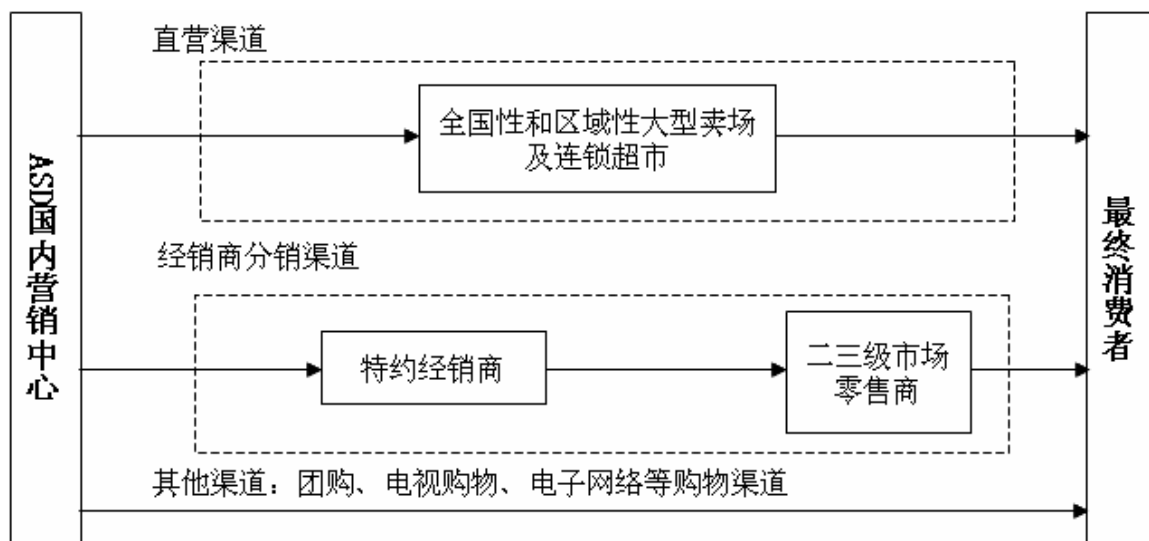 直营渠道
全国性和区域性大型卖场
及连锁超市
ASD国内营销中心
最终消费者
经销商分销渠道
特约经销商
二三级市场
零售商
其他渠道：团购、电视购物、电子网络等购物渠道